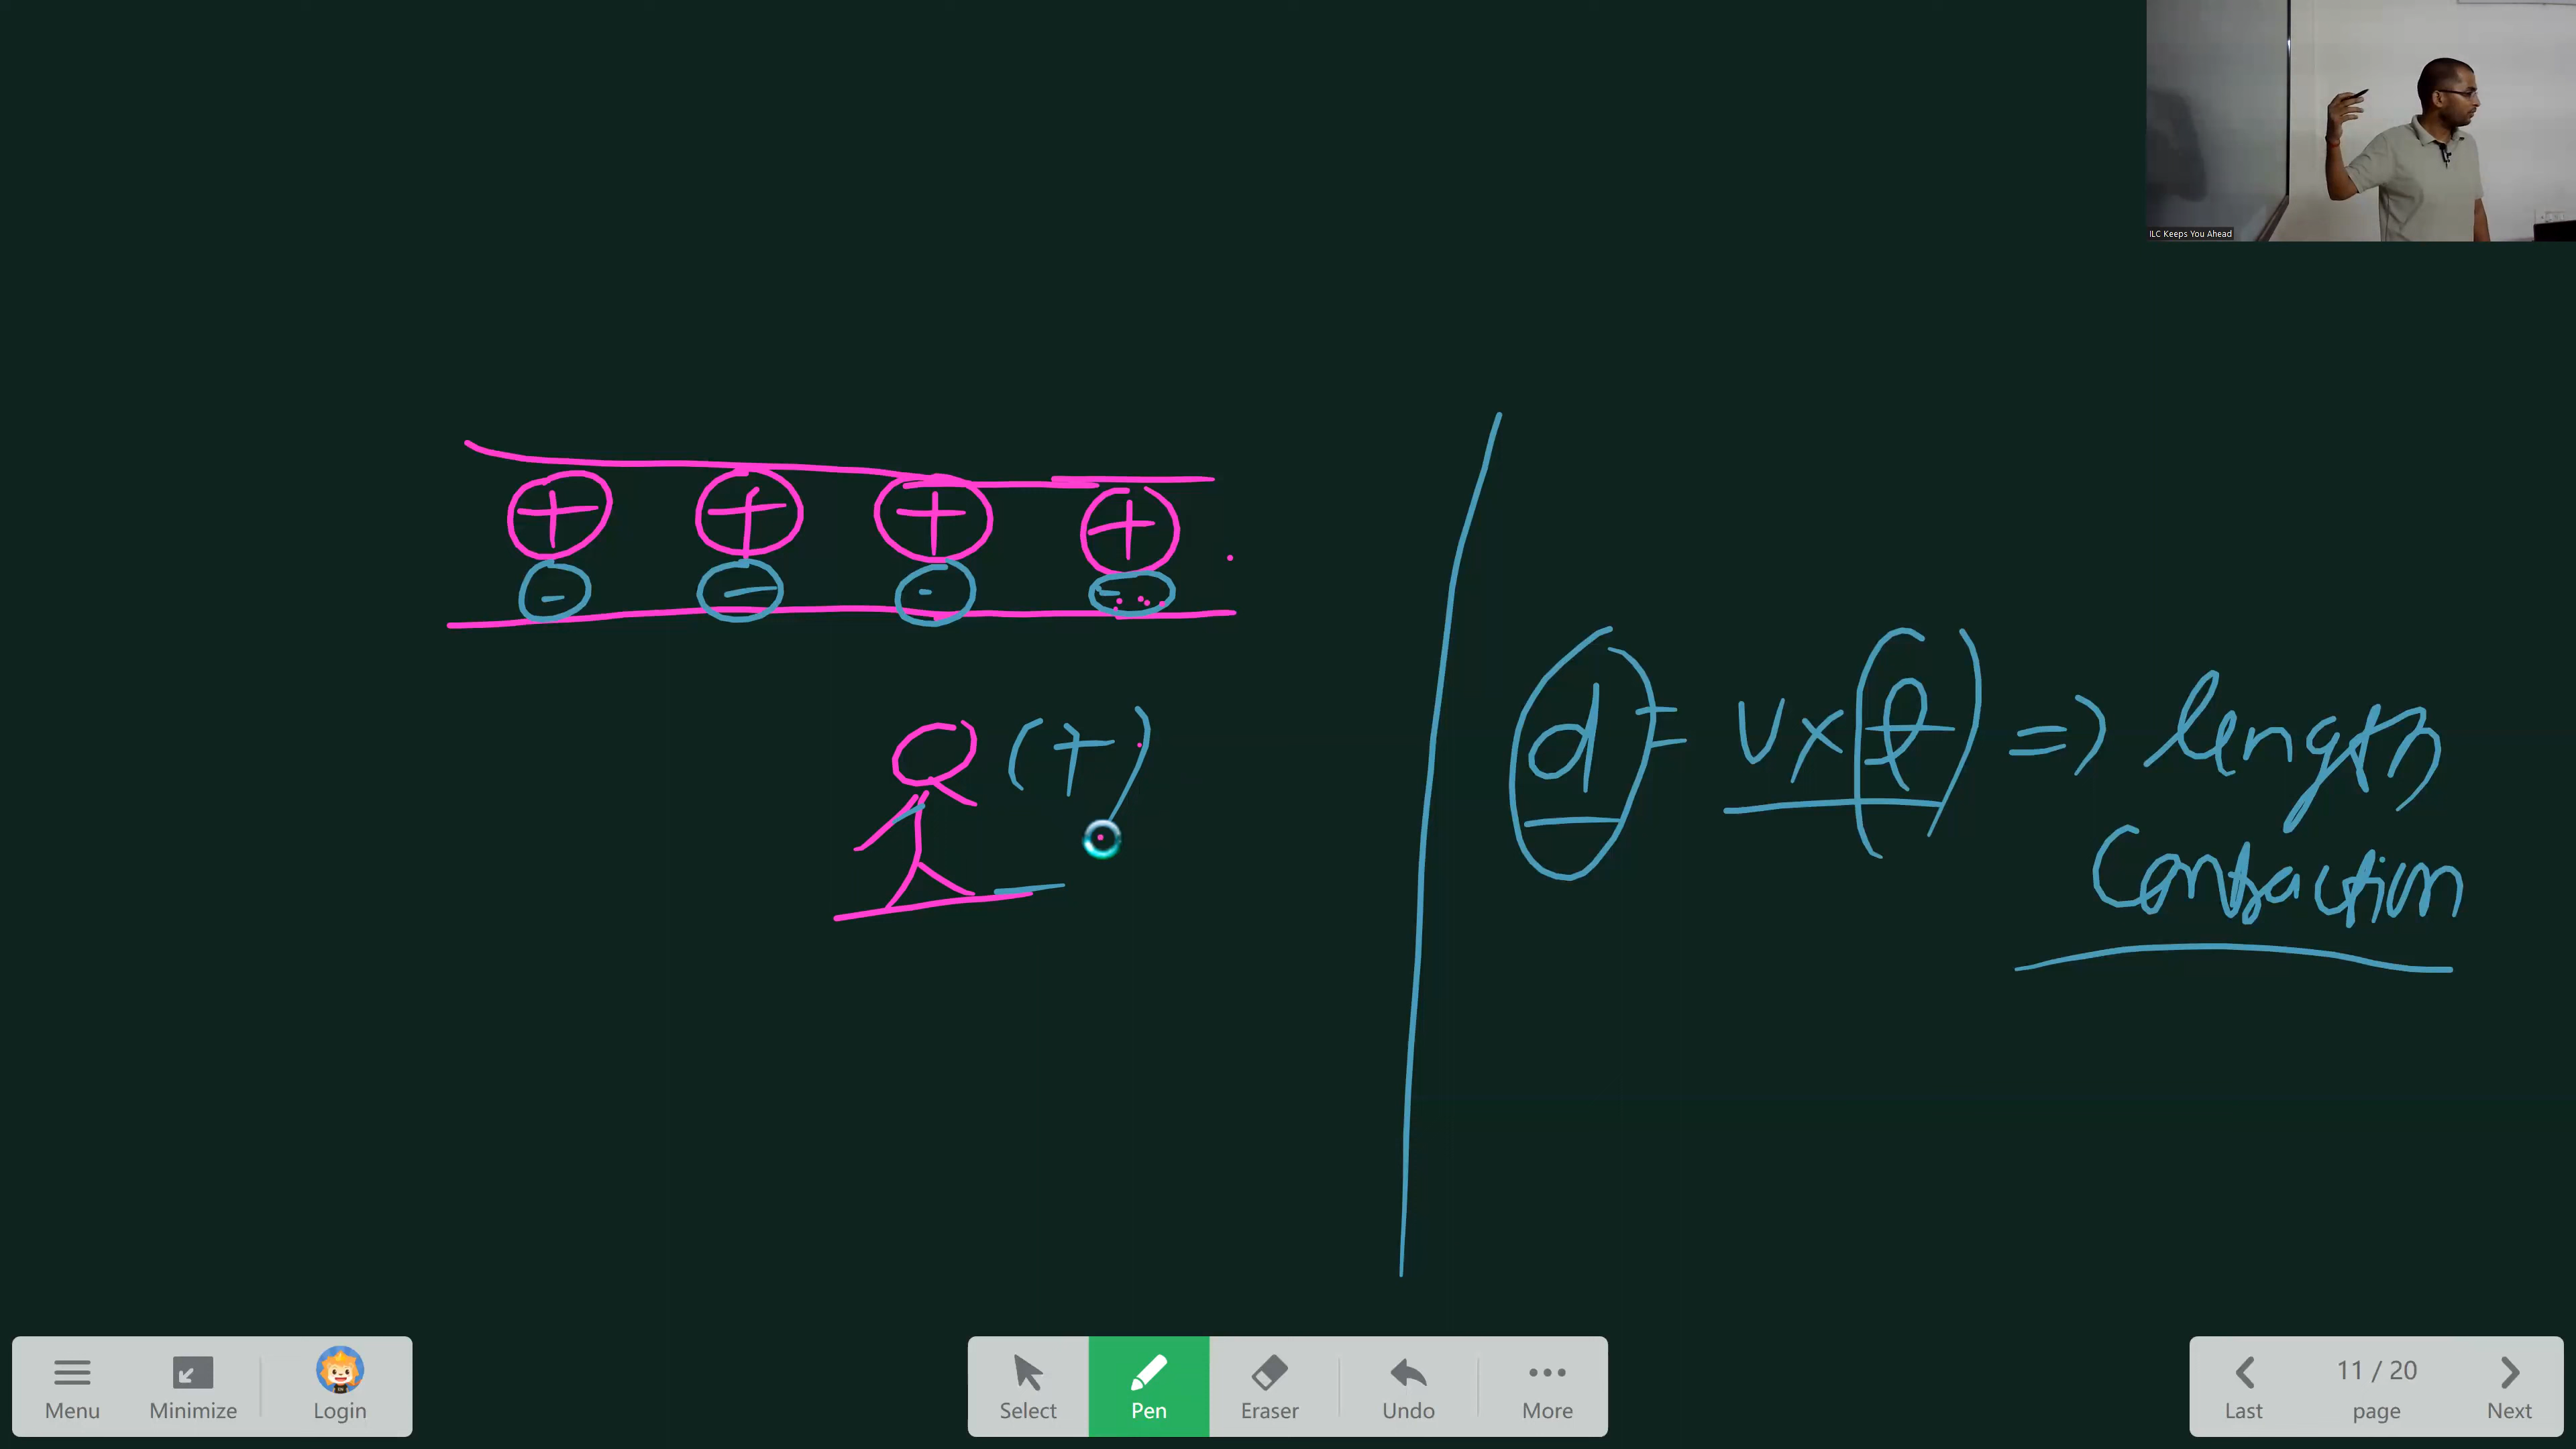 ILC Keeps You Ahead
+ + + +
- - - -
(+)
d = v x (t) => length
Contraction
Menu Minimize Login
Select Pen Eraser Undo More
11 / 20
Last page Next